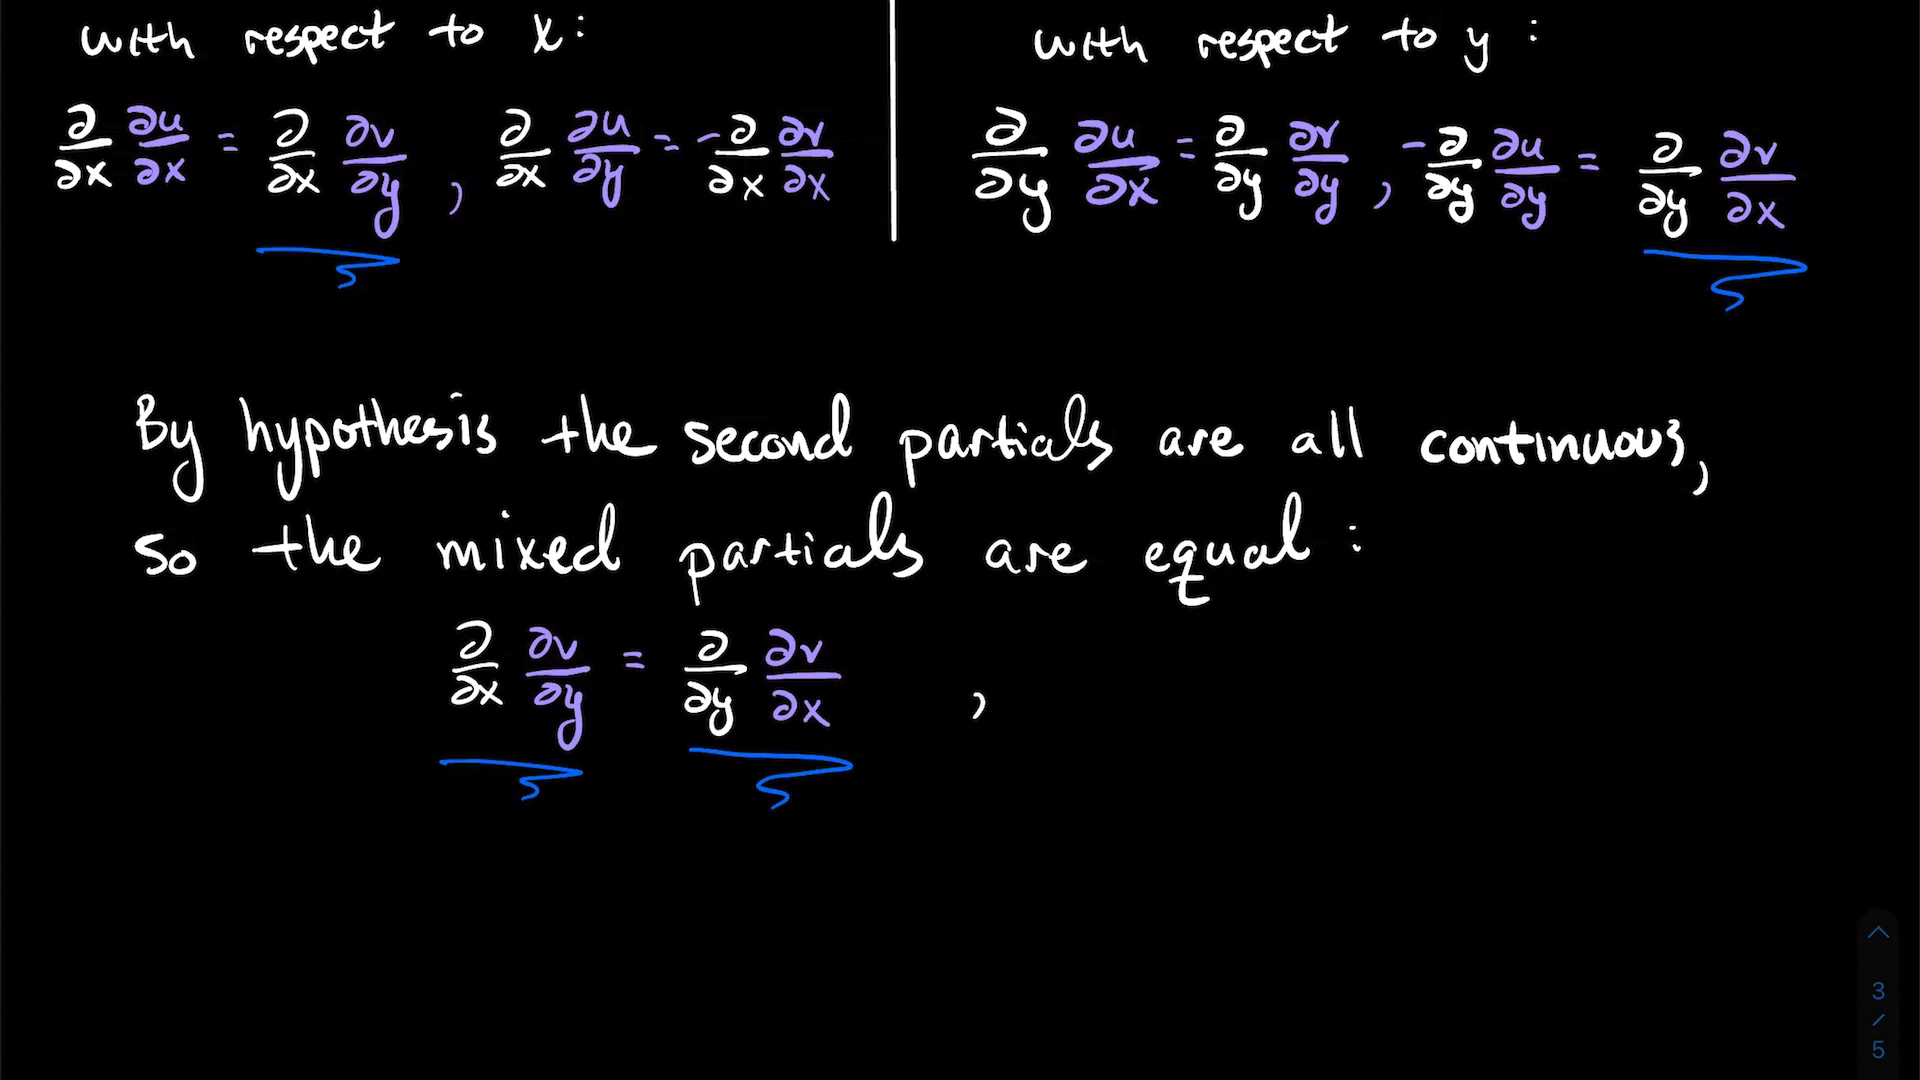 with respect to x:
∂/∂x ∂u/∂x = ∂/∂x ∂v/∂y , ∂/∂x ∂u/∂y = -∂/∂x ∂v/∂x
with respect to y :
∂/∂y ∂u/∂x = ∂/∂y ∂v/∂y , -∂/∂y ∂u/∂y = ∂/∂y ∂v/∂x
By hypothesis the second partials are all continuous,
so the mixed partials are equal :
∂/∂x ∂v/∂y = ∂/∂y ∂v/∂x ,
3
/
5